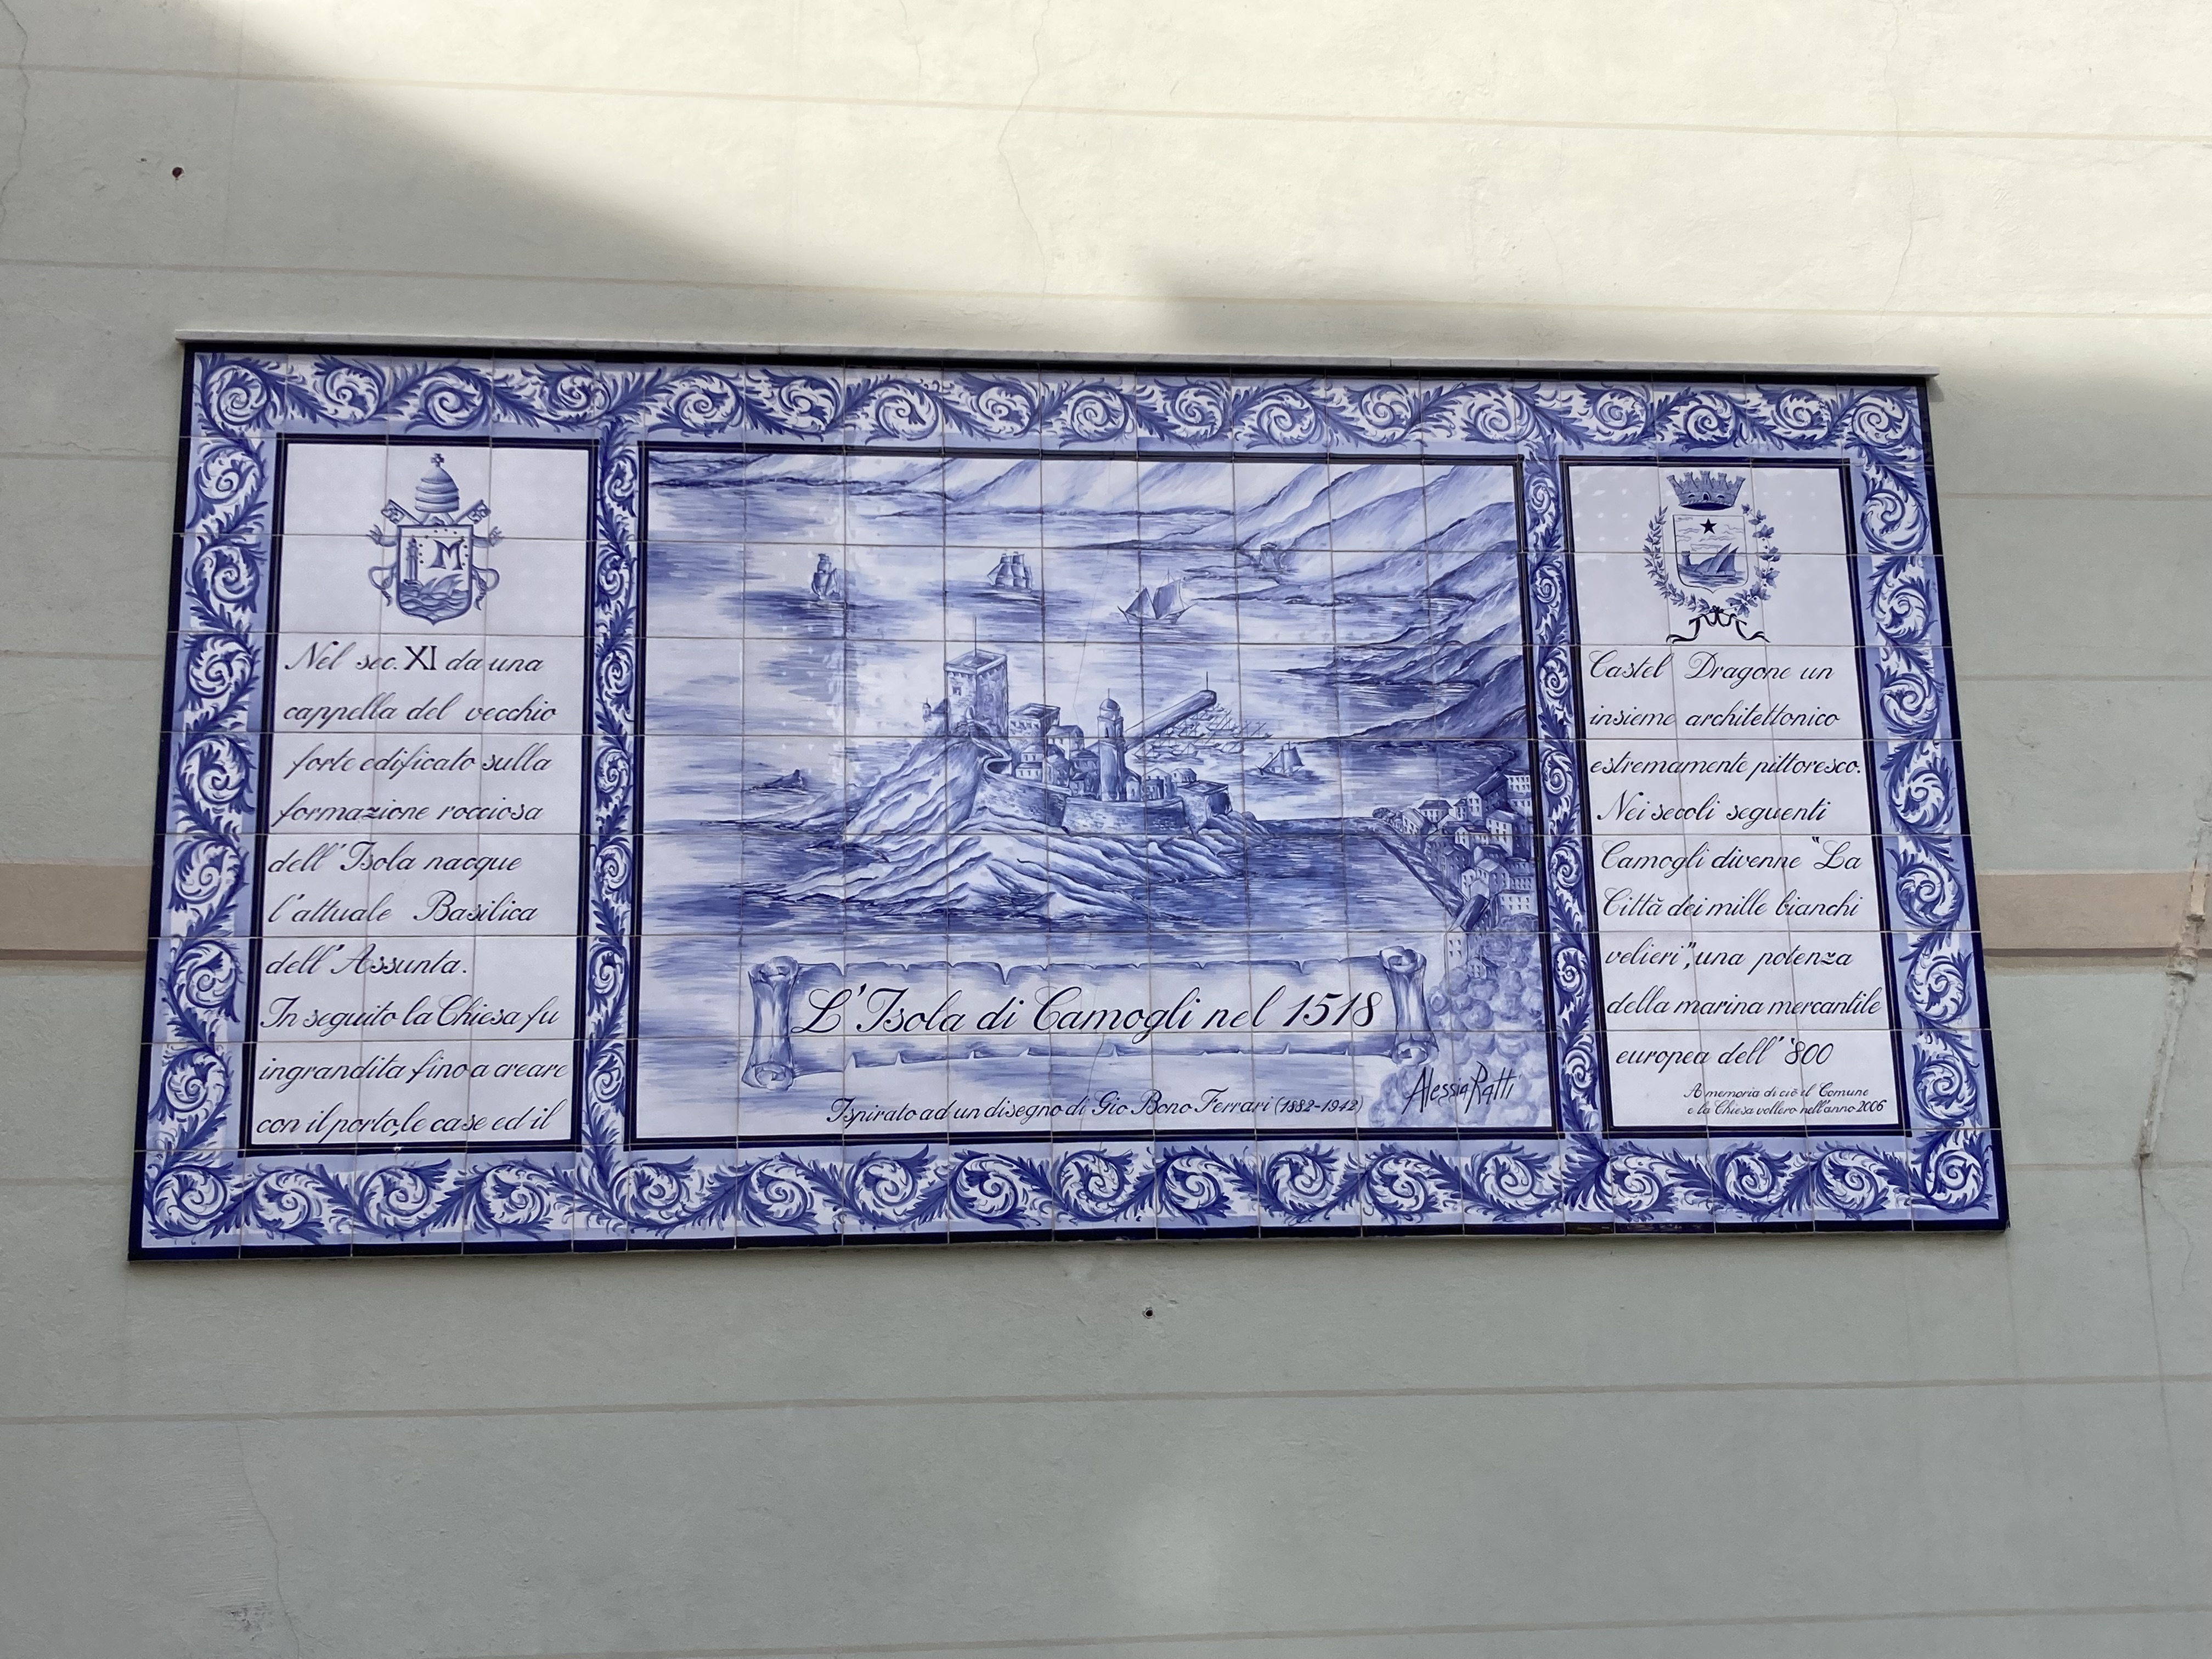 M
Nel sec. XI da una
cappella del vecchio
forte edificato sulla
formazione rocciosa
dell' Isola nacque
l'attuale Basilica
dell' Assunta.
In seguito la Chiesa fu
ingrandita fino a creare
con il porto,le case ed il
L'Isola di Camogli nel 1518
Ispirato ad un disegno di Gio Bono Ferrari (1882-1942)
Alessia Ratti
Castel Dragone un
insieme architettonico
estremamente pittoresco.
Nei secoli seguenti
Camogli divenne "La
Città dei mille bianchi
velieri", una potenza
della marina mercantile
europea dell' '800
A memoria di ciò il Comune
e la Chiesa vollero nell'anno 2006